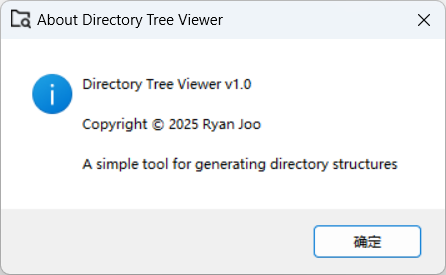 About Directory Tree Viewer
Directory Tree Viewer v1.0
Copyright © 2025 Ryan Joo
A simple tool for generating directory structures
确定